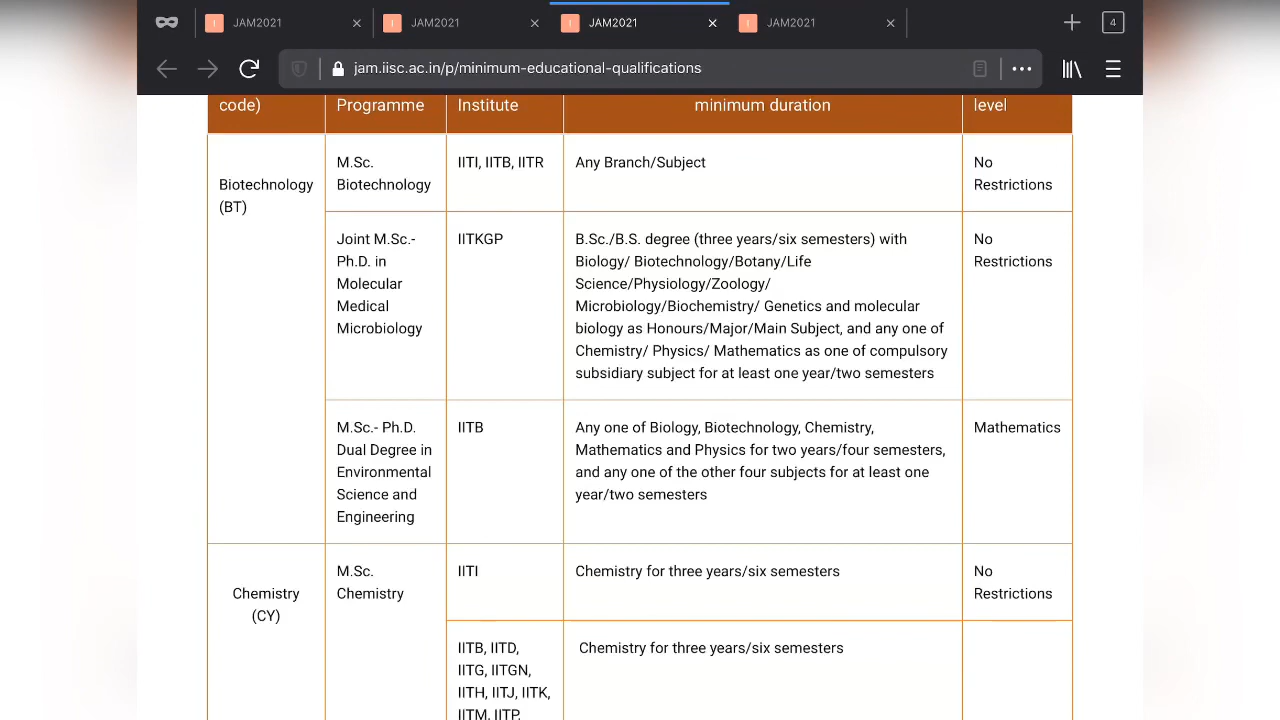 JAM2021
JAM2021
JAM2021
JAM2021
4
jam.iisc.ac.in/p/minimum-educational-qualifications
code)
Programme
Institute
minimum duration
level
Biotechnology
(BT)
M.Sc.
Biotechnology
IITI, IITB, IITR
Any Branch/Subject
No
Restrictions
Joint M.Sc.-
Ph.D. in
Molecular
Medical
Microbiology
IITKGP
B.Sc./B.S. degree (three years/six semesters) with
Biology/ Biotechnology/Botany/Life
Science/Physiology/Zoology/
Microbiology/Biochemistry/ Genetics and molecular
biology as Honours/Major/Main Subject, and any one of
Chemistry/ Physics/ Mathematics as one of compulsory
subsidiary subject for at least one year/two semesters
No
Restrictions
M.Sc.- Ph.D.
Dual Degree in
Environmental
Science and
Engineering
IITB
Any one of Biology, Biotechnology, Chemistry,
Mathematics and Physics for two years/four semesters,
and any one of the other four subjects for at least one
year/two semesters
Mathematics
Chemistry
(CY)
M.Sc.
Chemistry
IITI
Chemistry for three years/six semesters
No
Restrictions
IITB, IITD,
IITG, IITGN,
IITH, IITJ, IITK,
IITM, IITP,
Chemistry for three years/six semesters